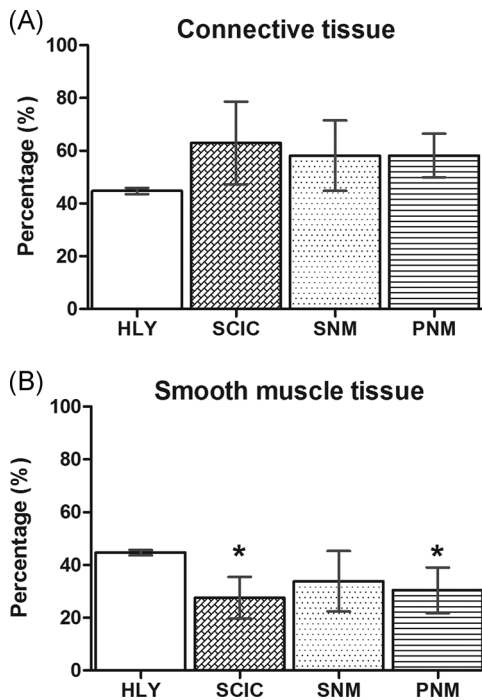 (A)
Connective tissue
Percentage (%)
100
80
60
40
20
0
HLY SCIC SNM PNM
(B)
Smooth muscle tissue
Percentage (%)
100
80
60
40
20
0
* *
HLY SCIC SNM PNM